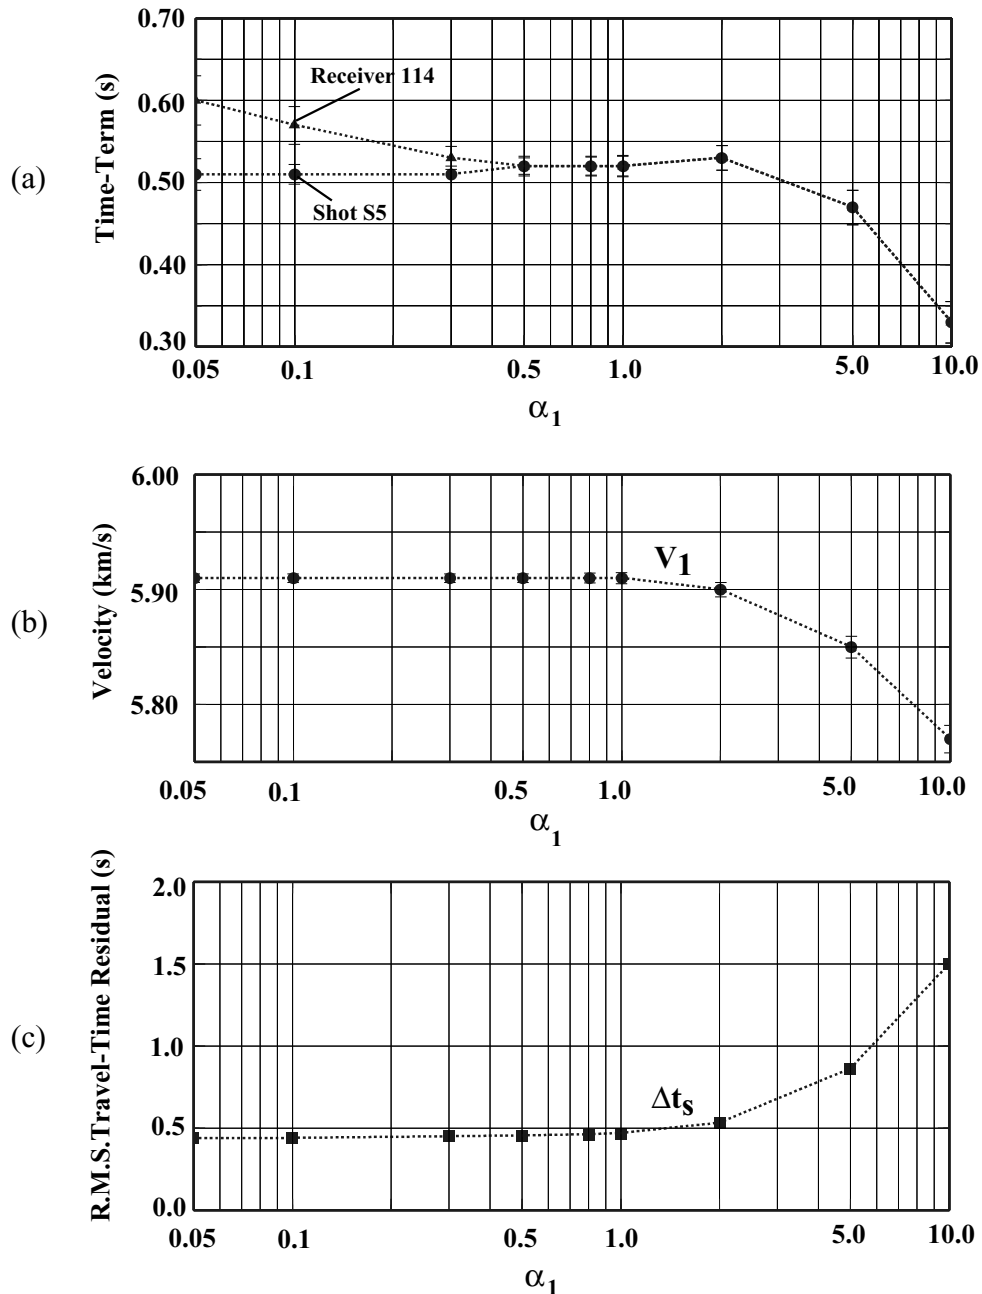 (a)
Time-Term (s)
0.70
0.60
0.50
0.40
0.30
Receiver 114
Shot S5
0.05 0.1 0.5 1.0 5.0 10.0
α1
(b)
Velocity (km/s)
6.00
5.90
5.80
V1
0.05 0.1 0.5 1.0 5.0 10.0
α1
(c)
R.M.S.Travel-Time Residual (s)
2.0
1.5
1.0
0.5
0.0
Δts
0.05 0.1 0.5 1.0 5.0 10.0
α1